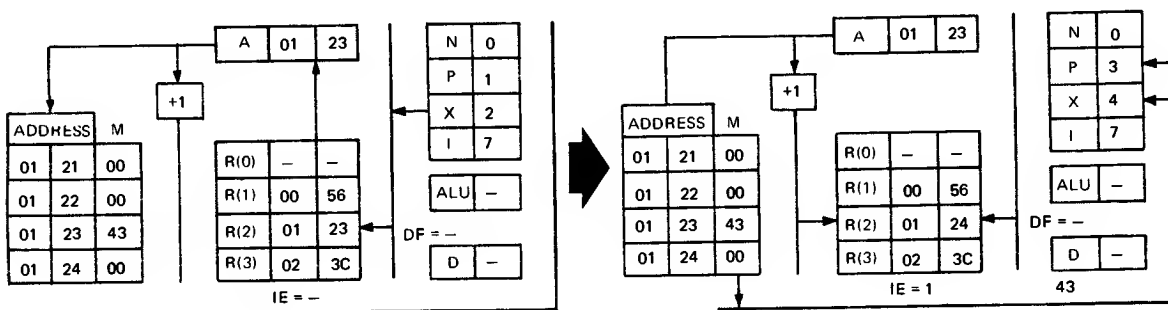 A 01 23
+1
ADDRESS M
01 21 00
01 22 00
01 23 43
01 24 00
R(0) – –
R(1) 00 56
R(2) 01 23
R(3) 02 3C
IE = –
N 0
P 1
X 2
I 7
ALU –
DF = –
D –
A 01 23
+1
ADDRESS M
01 21 00
01 22 00
01 23 43
01 24 00
R(0) – –
R(1) 00 56
R(2) 01 24
R(3) 02 3C
IE = 1
N 0
P 3
X 4
I 7
ALU –
DF = –
D –
43